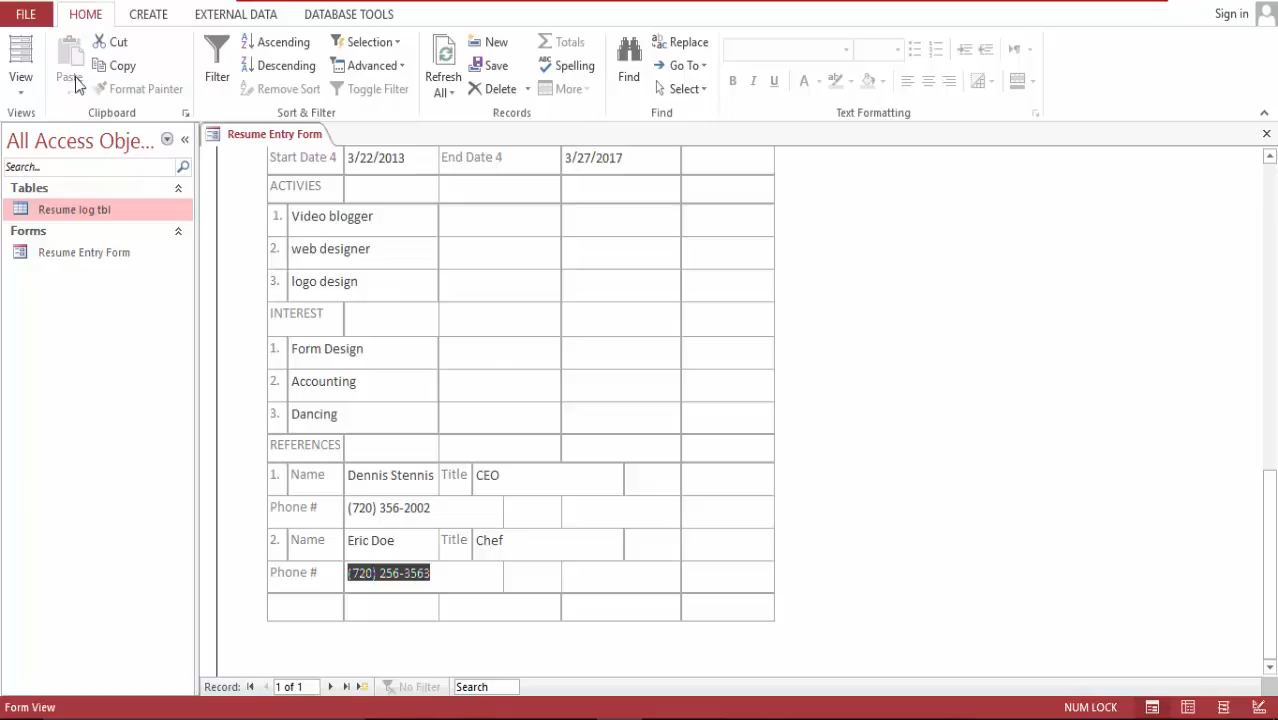 FILE HOME CREATE EXTERNAL DATA DATABASE TOOLS Sign in
View
Views
Paste
Cut
Copy
Format Painter
Clipboard
Filter
Ascending
Descending
Remove Sort
Selection
Advanced
Toggle Filter
Sort & Filter
Refresh
All
New
Save
Delete
Totals
Spelling
More
Records
Find
Replace
Go To
Select
Find
B I U A
Text Formatting
All Access Obje...
Search...
Tables
Resume log tbl
Forms
Resume Entry Form
Resume Entry Form
Start Date 4 3/22/2013 End Date 4 3/27/2017
ACTIVIES
1. Video blogger
2. web designer
3. logo design
INTEREST
1. Form Design
2. Accounting
3. Dancing
REFERENCES
1. Name Dennis Stennis Title CEO
Phone # (720) 356-2002
2. Name Eric Doe Title Chef
Phone # (720) 256-3563
Record: 1 of 1 No Filter Search
Form View NUM LOCK